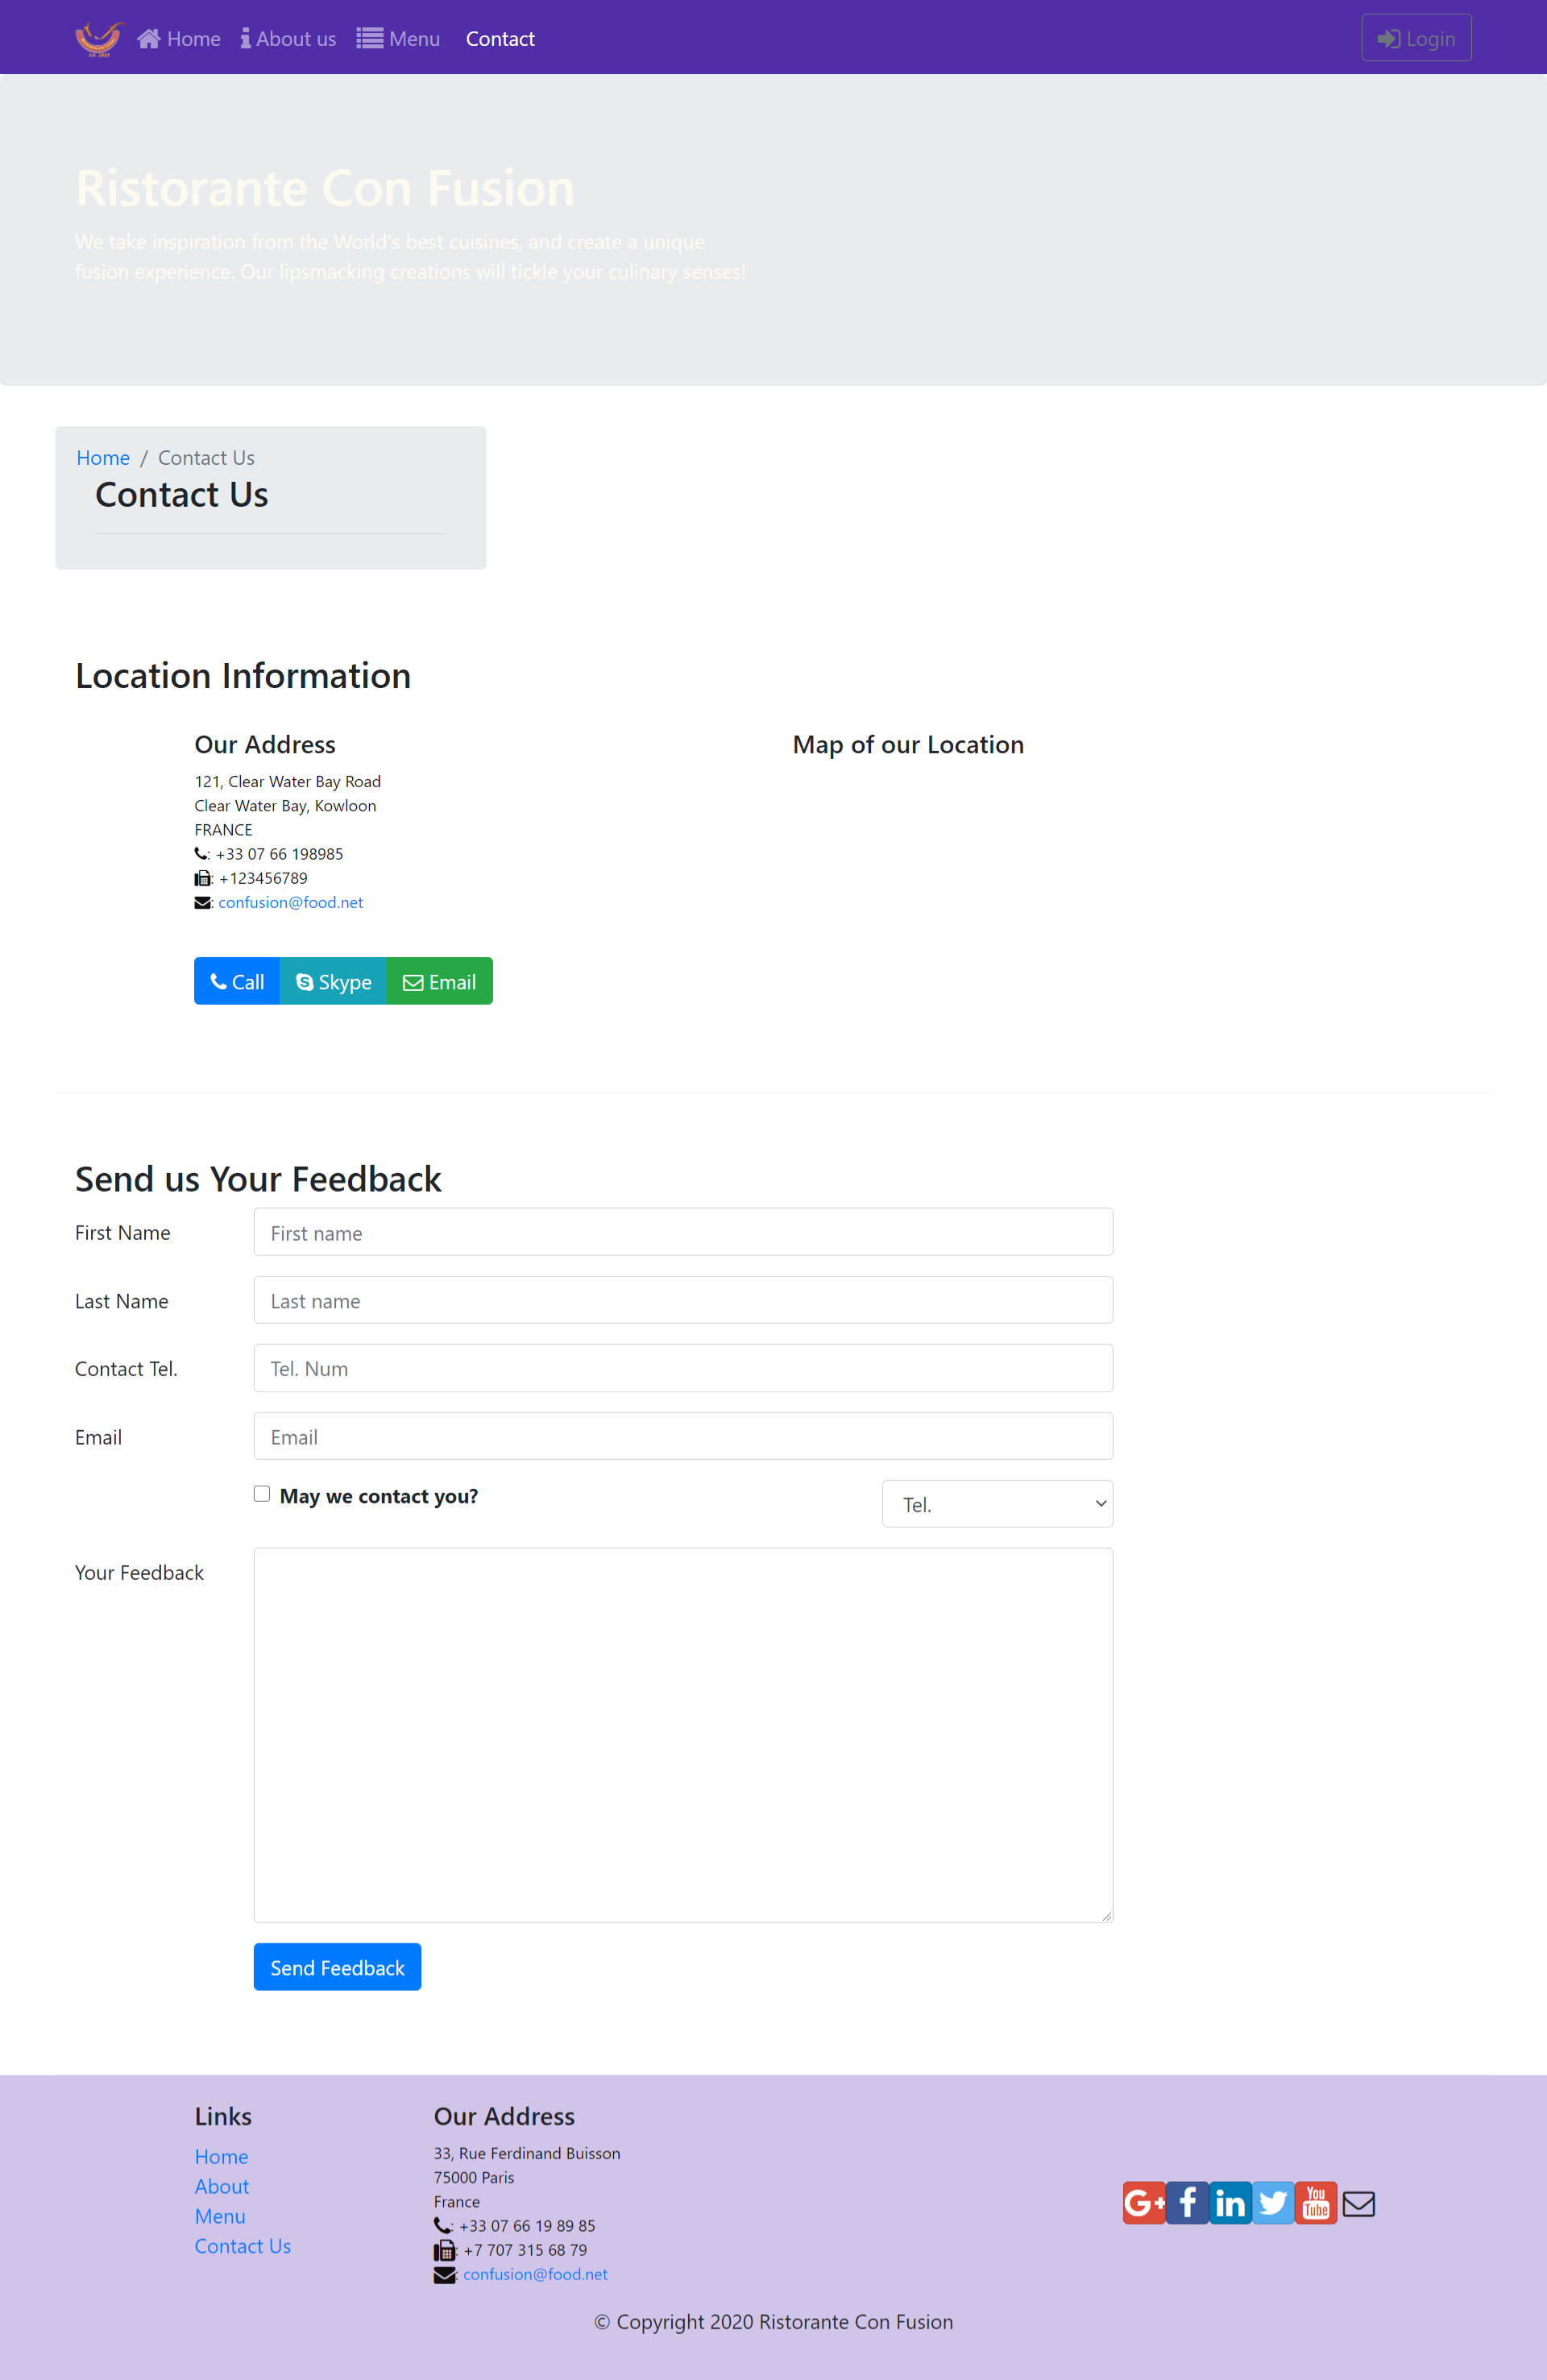 Home
About us
Menu
Contact
Login
Ristorante Con Fusion
We take inspiration from the World's best cuisines, and create a unique
fusion experience. Our lipsmacking creations will tickle your culinary senses!
Home / Contact Us
Contact Us
Location Information
Our Address
121, Clear Water Bay Road
Clear Water Bay, Kowloon
FRANCE
: +33 07 66 198985
: +123456789
: confusion@food.net
Map of our Location
Call
Skype
Email
Send us Your Feedback
First Name
First name
Last Name
Last name
Contact Tel.
Tel. Num
Email
Email
May we contact you?
Tel.
Your Feedback
Send Feedback
Links
Home
About
Menu
Contact Us
Our Address
33, Rue Ferdinand Buisson
75000 Paris
France
: +33 07 66 19 89 85
: +7 707 315 68 79
: confusion@food.net
You
Tube
© Copyright 2020 Ristorante Con Fusion